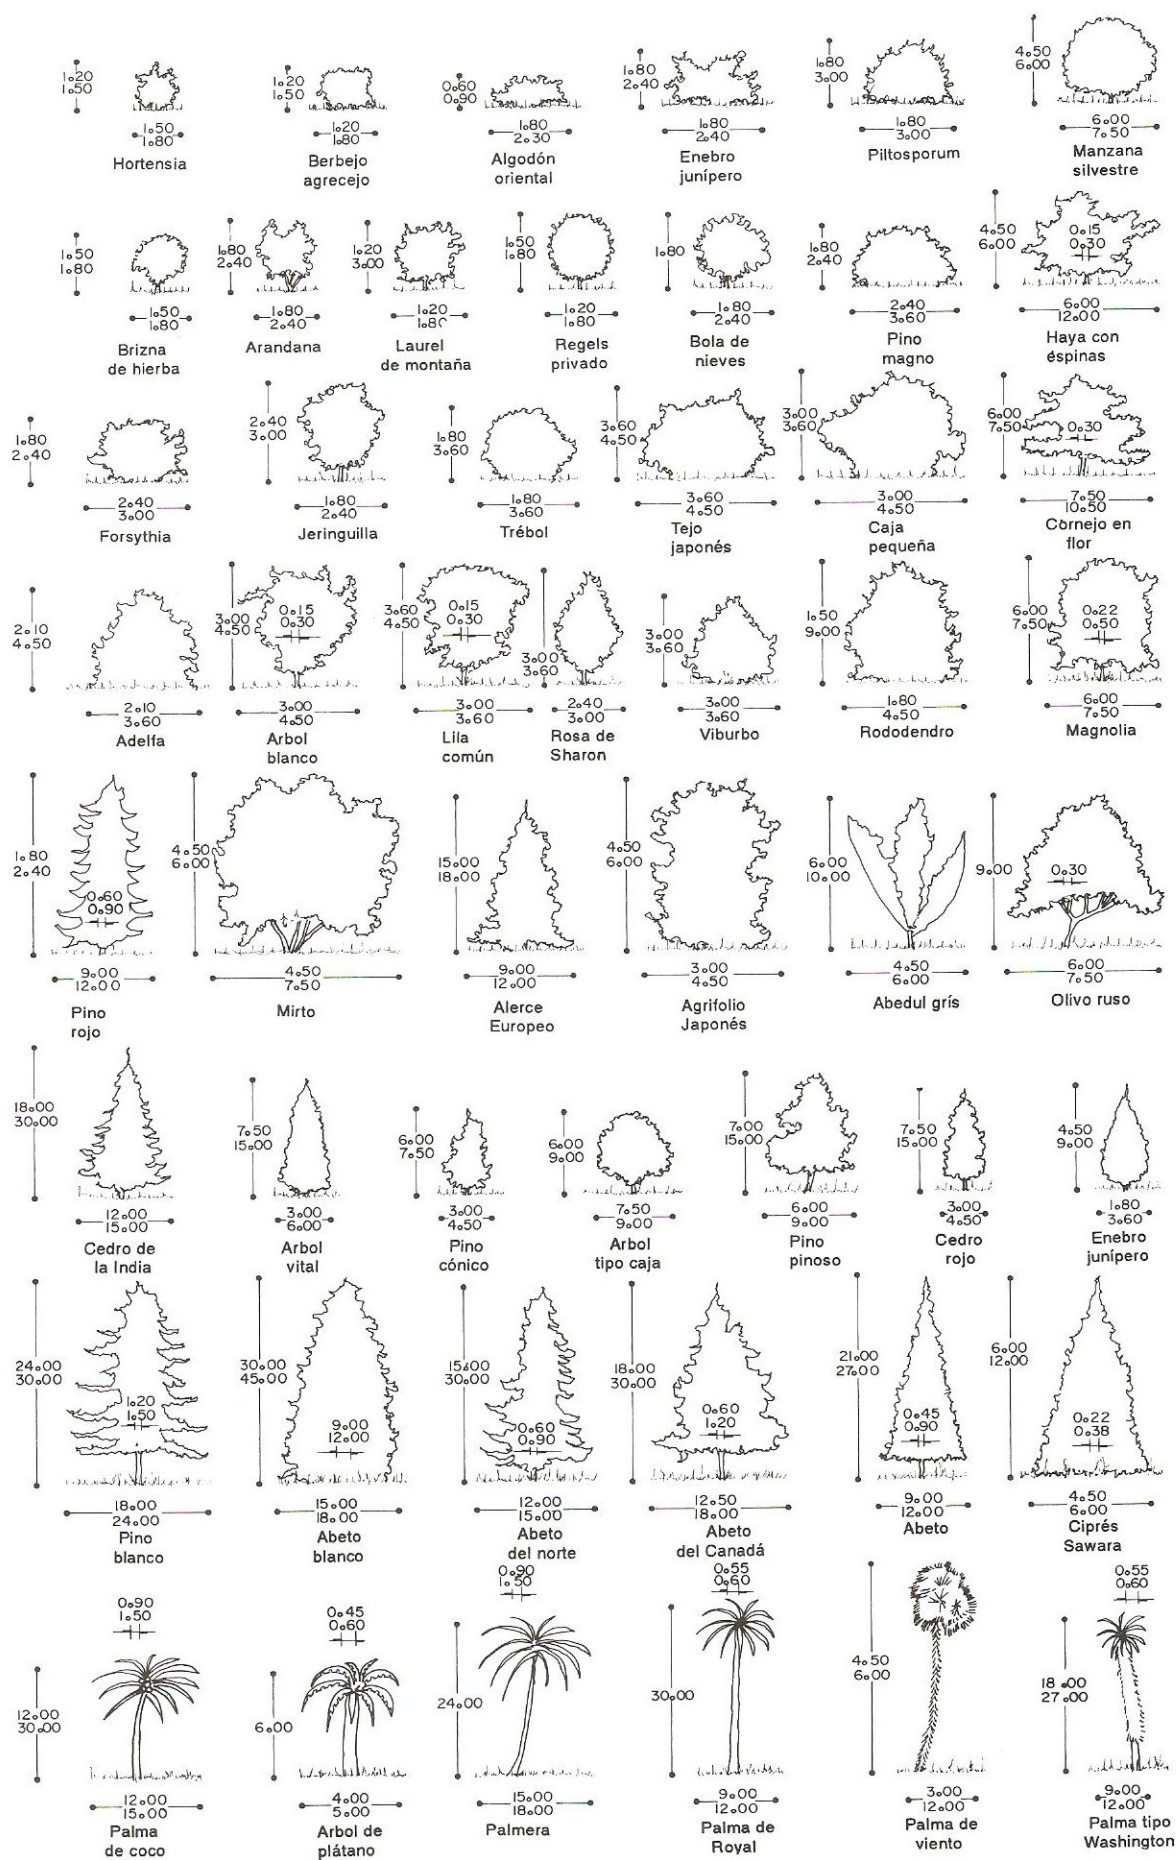 1.20
1.50
1.50
1.80
Hortensia
1.20
1.50
1.20
1.80
Berbejo
agrecejo
0.60
0.90
1.80
2.30
Algodón
oriental
1.80
2.40
1.80
2.40
Enebro
junípero
1.80
3.00
1.80
3.00
Piltosporum
4.50
6.00
6.00
7.50
Manzana
silvestre
1.50
1.80
1.50
1.80
Brizna
de hierba
1.80
2.40
1.80
2.40
Arandana
1.20
3.00
1.20
1.80
Laurel
de montaña
1.50
1.80
1.20
1.80
Regels
privado
1.80
1.80
2.40
Bola de
nieves
1.80
2.40
2.40
3.60
Pino
magno
4.50
6.00
0.15
0.30
6.00
12.00
Haya con
éspinas
1.80
2.40
2.40
3.00
Forsythia
2.40
3.00
1.80
2.40
Jeringuilla
1.80
3.60
1.80
3.60
Trébol
3.60
4.50
3.60
4.50
Tejo
japonés
3.00
3.60
3.00
4.50
Caja
pequeña
6.00
7.50
0.30
7.50
10.50
Cornejo en
flor
2.10
4.50
2.10
3.60
Adelfa
3.00
4.50
0.15
0.30
3.00
4.50
Arbol
blanco
3.60
4.50
0.15
0.30
3.00
3.60
Lila
común
3.00
3.60
2.40
3.00
Rosa de
Sharon
3.00
3.60
3.00
3.60
Viburbo
1.50
9.00
1.80
4.50
Rododendro
6.00
7.50
0.22
0.50
6.00
7.50
Magnolia
1.80
2.40
0.60
0.90
9.00
12.00
Pino
rojo
4.50
6.00
4.50
7.50
Mirto
15.00
18.00
9.00
12.00
Alerce
Europeo
4.50
6.00
3.00
4.50
Agrifolio
Japonés
6.00
10.00
4.50
6.00
Abedul grís
9.00
0.30
6.00
7.50
Olivo ruso
18.00
30.00
12.00
15.00
Cedro de
la India
7.50
15.00
3.00
6.00
Arbol
vital
6.00
7.50
3.00
4.50
Pino
cónico
6.00
9.00
7.50
9.00
Arbol
tipo caja
7.00
15.00
6.00
9.00
Pino
pinoso
7.50
15.00
3.00
4.50
Cedro
rojo
4.50
9.00
1.80
3.60
Enebro
junípero
24.00
30.00
1.20
1.50
18.00
24.00
Pino
blanco
30.00
45.00
9.00
12.00
15.00
18.00
Abeto
blanco
15.00
30.00
0.60
0.90
12.00
15.00
Abeto
del norte
18.00
30.00
0.60
1.20
12.50
18.00
Abeto
del Canadá
21.00
27.00
0.45
0.90
9.00
12.00
Abeto
6.00
12.00
0.22
0.38
4.50
6.00
Ciprés
Sawara
0.90
1.50
12.00
30.00
12.00
15.00
Palma
de coco
0.45
0.60
6.00
4.00
5.00
Arbol de
plátano
0.90
1.50
24.00
15.00
18.00
Palmera
0.55
0.60
30.00
9.00
12.00
Palma de
Royal
4.50
6.00
3.00
12.00
Palma de
viento
0.55
0.60
18.00
27.00
9.00
12.00
Palma tipo
Washington